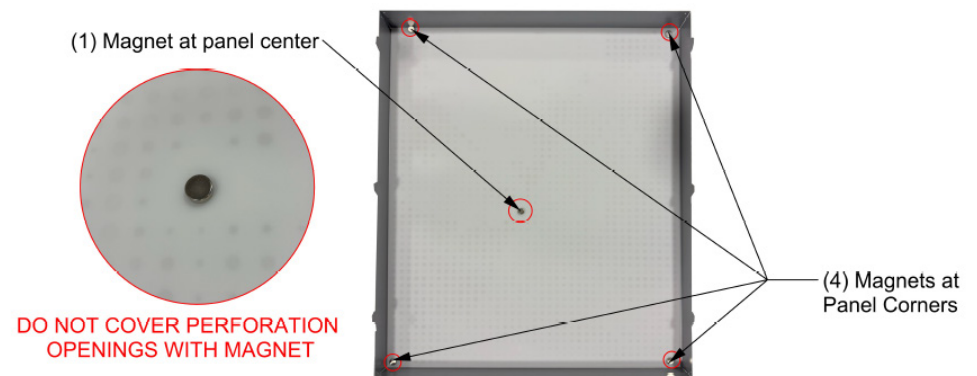 (1) Magnet at panel center
DO NOT COVER PERFORATION
OPENINGS WITH MAGNET
(4) Magnets at
Panel Corners